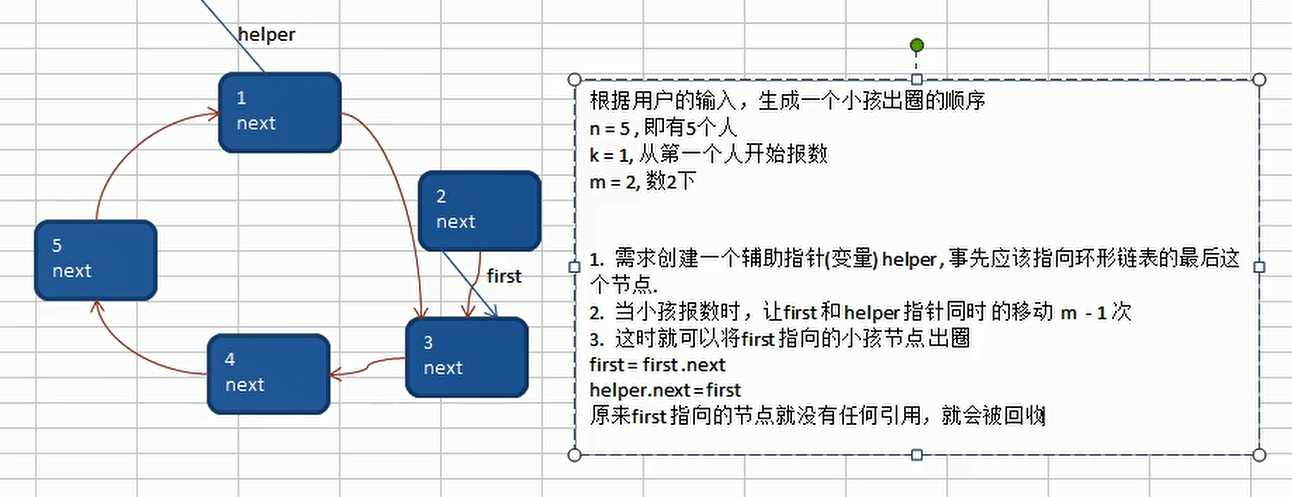 helper
1
next
2
next
5
next
first
3
next
4
next
根据用户的输入，生成一个小孩出圈的顺序
n = 5 , 即有5个人
k = 1, 从第一个人开始报数
m = 2, 数2下
1. 需求创建一个辅助指针(变量) helper , 事先应该指向环形链表的最后这
个节点.
2. 当小孩报数时，让first 和 helper 指针同时 的移动 m - 1 次
3. 这时就可以将first 指向的小孩节点 出圈
first = first .next
helper.next = first
原来first 指向的节点就没有任何引用，就会被回收